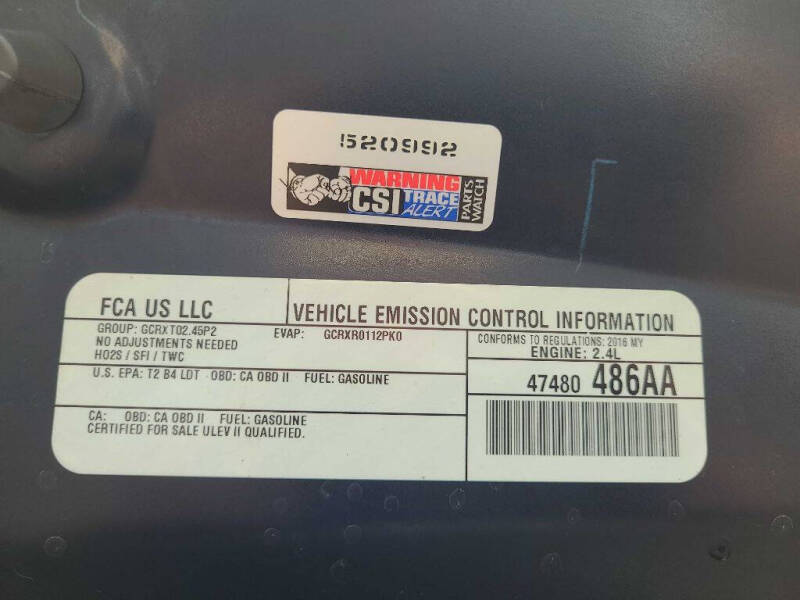 520992
WARNING
CSI TRACE
ALERT
PARTS
WATCH
FCA US LLC
VEHICLE EMISSION CONTROL INFORMATION
GROUP: GCRXT02.45P2 EVAP: GCRXR0112PK0
NO ADJUSTMENTS NEEDED
HO2S / SFI / TWC
CONFORMS TO REGULATIONS: 2016 MY
ENGINE: 2.4L
U.S. EPA: T2 B4 LDT OBD: CA OBD II FUEL: GASOLINE
47480 486AA
CA: OBD: CA OBD II FUEL: GASOLINE
CERTIFIED FOR SALE ULEV II QUALIFIED.